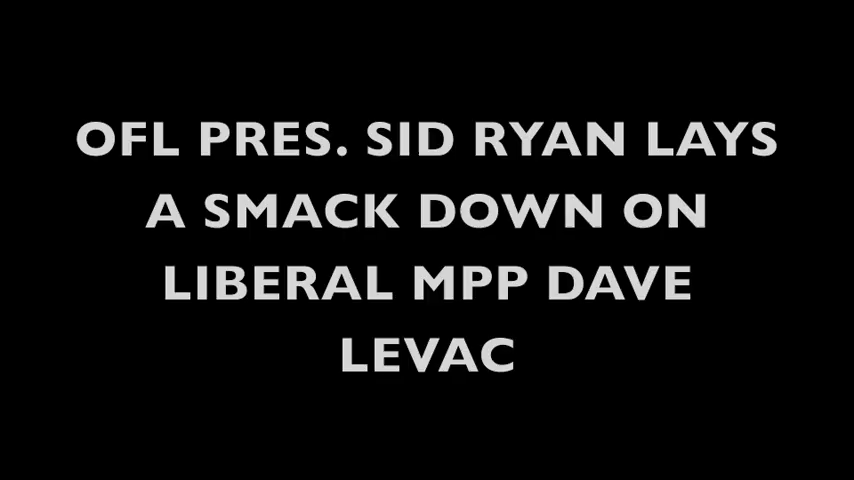 OFL PRES. SID RYAN LAYS
A SMACK DOWN ON
LIBERAL MPP DAVE
LEVAC